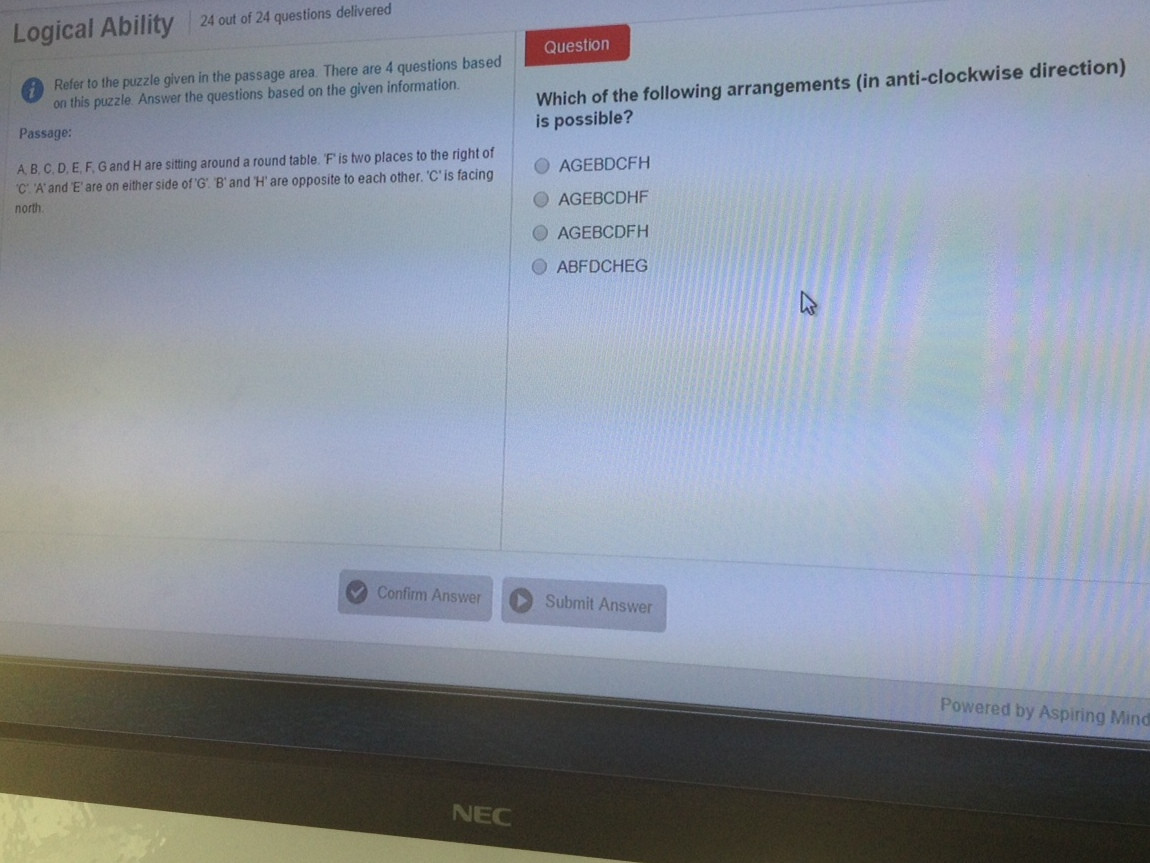 Logical Ability
24 out of 24 questions delivered
Refer to the puzzle given in the passage area. There are 4 questions based
on this puzzle. Answer the questions based on the given information.
Passage:
A, B, C, D, E, F, G and H are sitting around a round table. 'F' is two places to the right of
'C'. 'A' and 'E' are on either side of 'G'. 'B' and 'H' are opposite to each other. 'C' is facing
north.
Question
Which of the following arrangements (in anti-clockwise direction)
is possible?
AGEBDCFH
AGEBCDHF
AGEBCDFH
ABFDCHEG
Confirm Answer
Submit Answer
Powered by Aspiring Mind
NEC